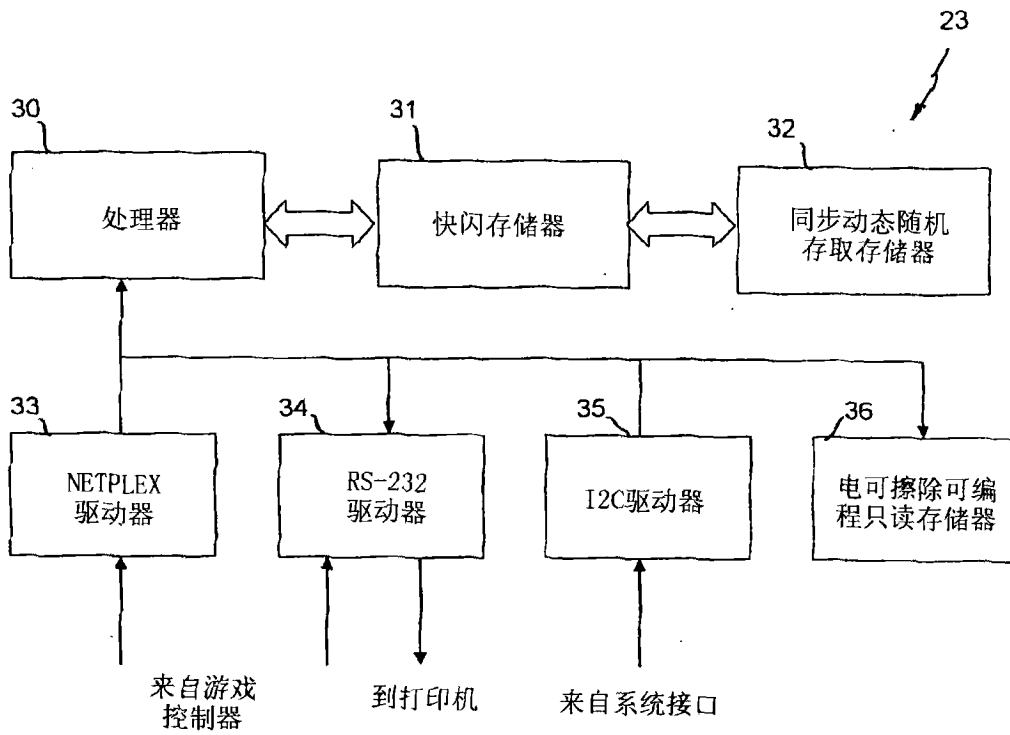 23
30
31
32
处理器
快闪存储器
同步动态随机
存取存储器
33
34
35
36
NETPLEX
驱动器
RS-232
驱动器
I2C驱动器
电可擦除可编
程只读存储器
来自游戏
控制器
到打印机
来自系统接口